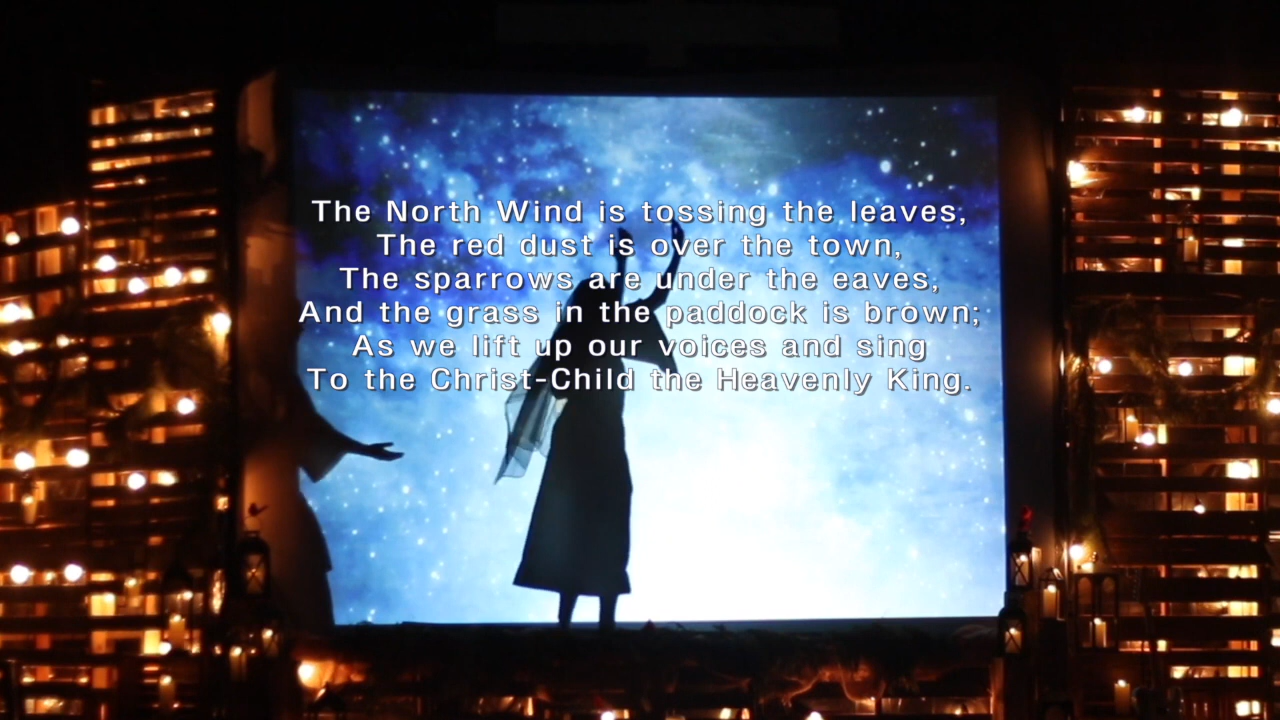 The North Wind is tossing the leaves,
The red dust is over the town,
The sparrows are under the eaves,
And the grass in the paddock is brown;
As we lift up our voices and sing
To the Christ-Child the Heavenly King.